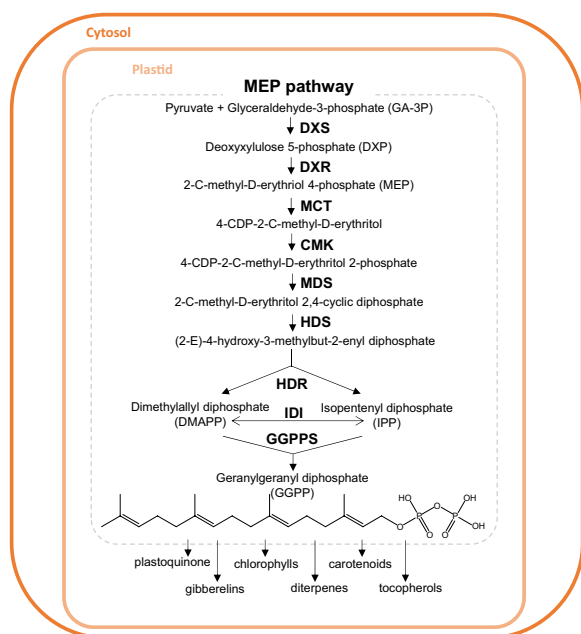 Cytosol
Plastid
MEP pathway
Pyruvate + Glyceraldehyde-3-phosphate (GA-3P)
DXS
Deoxyxylulose 5-phosphate (DXP)
DXR
2-C-methyl-D-erythriol 4-phosphate (MEP)
MCT
4-CDP-2-C-methyl-D-erythritol
CMK
4-CDP-2-C-methyl-D-erythritol 2-phosphate
MDS
2-C-methyl-D-erythritol 2,4-cyclic diphosphate
HDS
(2-E)-4-hydroxy-3-methylbut-2-enyl diphosphate
HDR
Dimethylallyl diphosphate
(DMAPP)
IDI
Isopentenyl diphosphate
(IPP)
GGPPS
Geranylgeranyl diphosphate
(GGPP)
HO OH
O P O P OH
O O
plastoquinone chlorophylls carotenoids
gibberelins diterpenes tocopherols